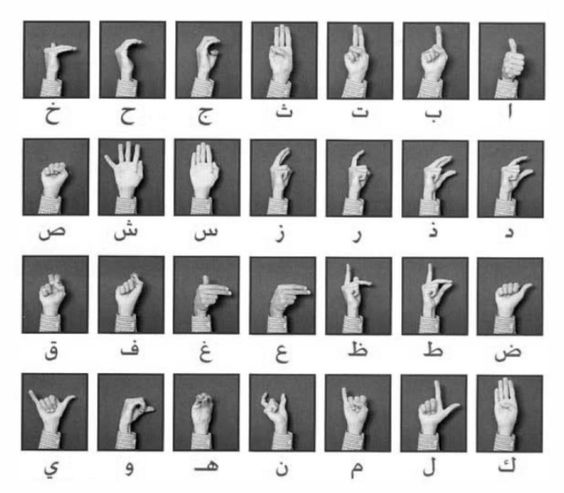 ا ب ت ث ج ح خ
د ذ ر ز س ش ص
ض ط ظ ع غ ف ق
ك ل م ن هـ و ي